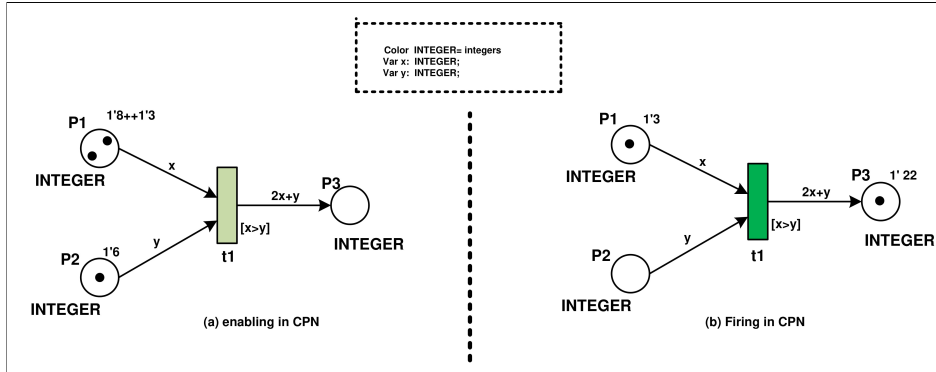 Color INTEGER= integers
Var x: INTEGER;
Var y: INTEGER;
P1 1'8++1'3
INTEGER
x
P2 1'6
INTEGER
y
2x+y
[x>y]
t1
P3
INTEGER
(a) enabling in CPN
P1 1'3
INTEGER
x
P2
INTEGER
y
2x+y
[x>y]
t1
P3 1' 22
INTEGER
(b) Firing in CPN